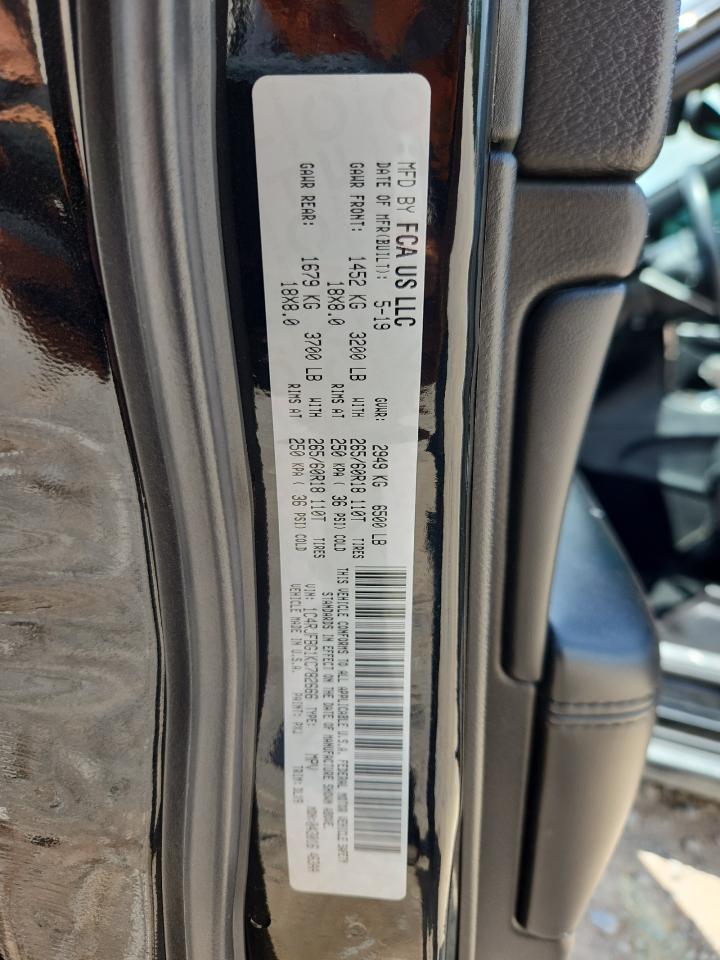 MFD BY FCA US LLC
DATE OF MFR(BUILT): 5-19 GVWR: 2949 KG 6500 LB
GAWR FRONT: 1452 KG 3200 LB WITH 265/60R18 110T TIRES
18X8.0 RIMS AT 250 KPA ( 36 PSI) COLD
GAWR REAR: 1679 KG 3700 LB WITH 265/60R18 110T TIRES
18X8.0 RIMS AT 250 KPA ( 36 PSI) COLD
THIS VEHICLE CONFORMS TO ALL APPLICABLE U.S.A. FEDERAL MOTOR VEHICLE SAFETY
STANDARDS IN EFFECT ON THE DATE OF MANUFACTURE SHOWN ABOVE.
VIN: 1C4RJFBG1KC782666 TYPE: MPV MDH:
VEHICLE MADE IN U.S.A. PAINT: PXJ TRIM: